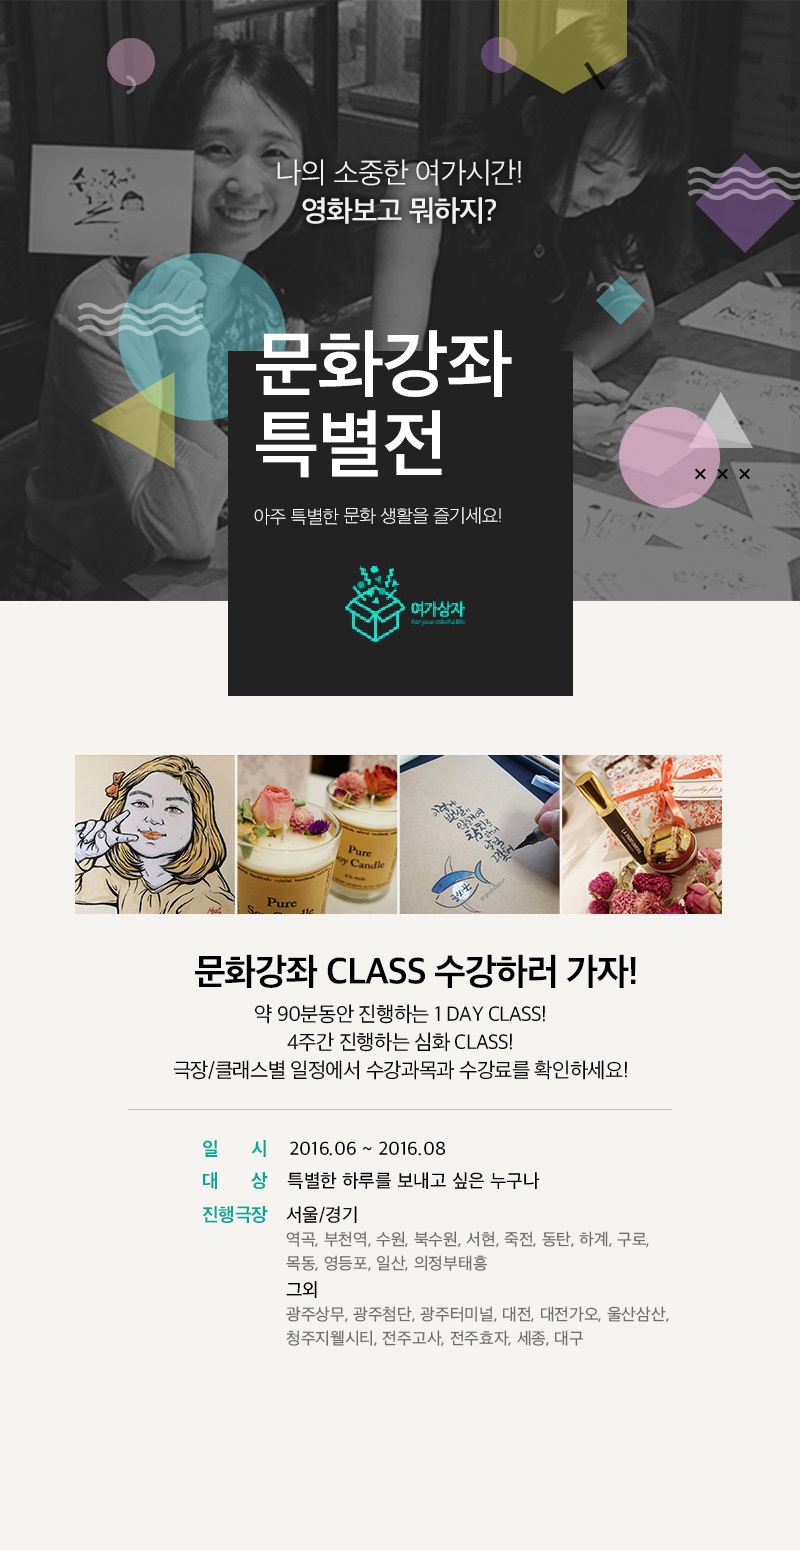 나의 소중한 여가시간!
영화보고 뭐하지?
문화강좌
특별전
아주 특별한 문화 생활을 즐기세요!
여가상자
Pure
Soy Candle
Pure
문화강좌 CLASS 수강하러 가자!
약 90분동안 진행하는 1 DAY CLASS!
4주간 진행하는 심화 CLASS!
극장/클래스별 일정에서 수강과목과 수강료를 확인하세요!
일 시 2016.06 ~ 2016.08
대 상 특별한 하루를 보내고 싶은 누구나
진행극장 서울/경기
역곡, 부천역, 수원, 북수원, 서현, 죽전, 동탄, 하계, 구로,
목동, 영등포, 일산, 의정부태흥
그외
광주상무, 광주첨단, 광주터미널, 대전, 대전가오, 울산삼산,
청주지웰시티, 전주고사, 전주효자, 세종, 대구